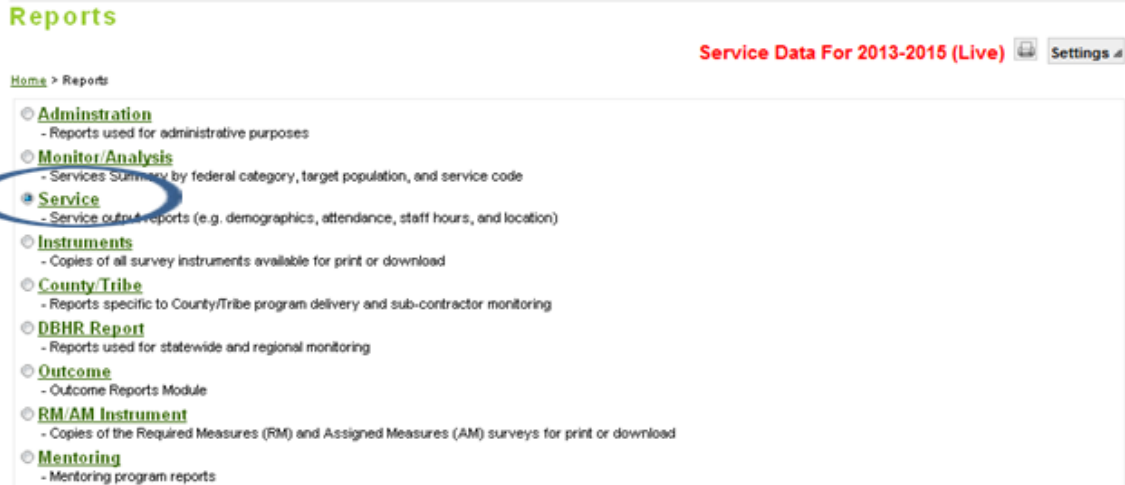 Reports
Service Data For 2013-2015 (Live) Settings
Home > Reports
Adminstration
- Reports used for administrative purposes
Monitor/Analysis
- Services Summary by federal category, target population, and service code
Service
- Service output reports (e.g. demographics, attendance, staff hours, and location)
Instruments
- Copies of all survey instruments available for print or download
County/Tribe
- Reports specific to County/Tribe program delivery and sub-contractor monitoring
DBHR Report
- Reports used for statewide and regional monitoring
Outcome
- Outcome Reports Module
RM/AM Instrument
- Copies of the Required Measures (RM) and Assigned Measures (AM) surveys for print or download
Mentoring
- Mentoring program reports